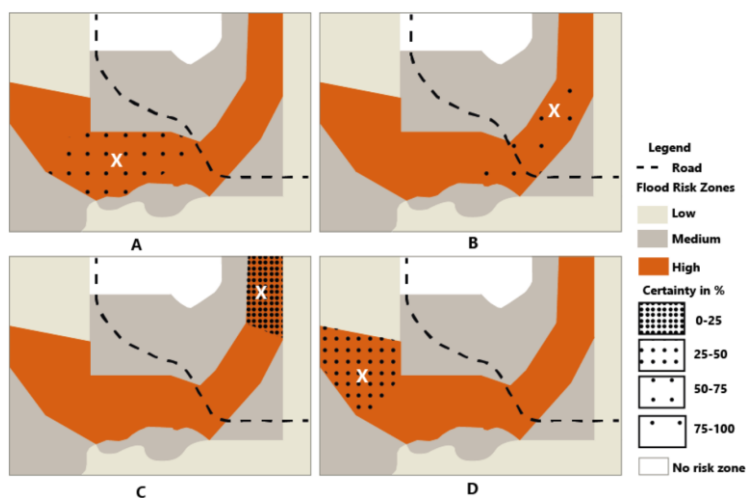 X
X
A
B
X
X
C
D
Legend
Road
Flood Risk Zones
Low
Medium
High
Certainty in %
0-25
25-50
50-75
75-100
No risk zone